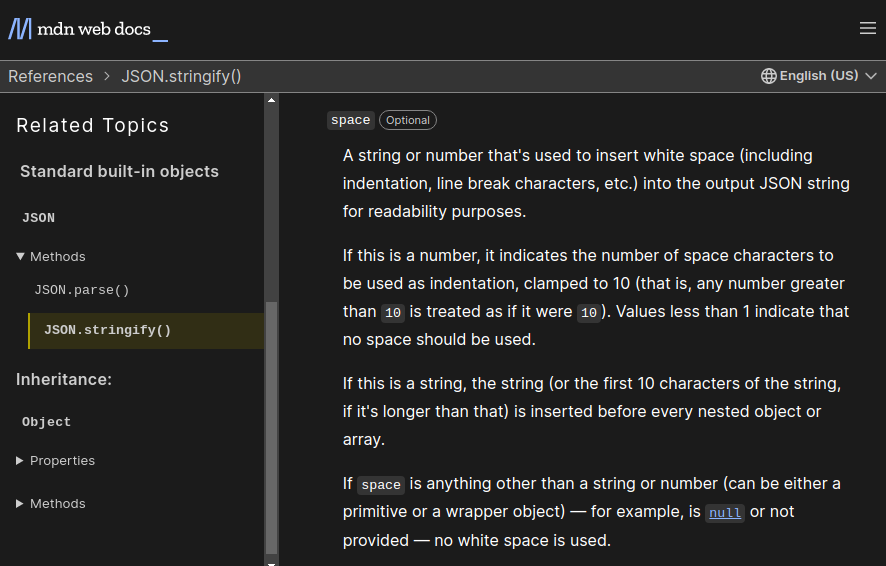 mdn web docs_
References > JSON.stringify()
English (US)
Related Topics
Standard built-in objects
JSON
Methods
JSON.parse()
JSON.stringify()
Inheritance:
Object
Properties
Methods
space Optional
A string or number that's used to insert white space (including
indentation, line break characters, etc.) into the output JSON string
for readability purposes.
If this is a number, it indicates the number of space characters to
be used as indentation, clamped to 10 (that is, any number greater
than 10 is treated as if it were 10). Values less than 1 indicate that
no space should be used.
If this is a string, the string (or the first 10 characters of the string,
if it's longer than that) is inserted before every nested object or
array.
If space is anything other than a string or number (can be either a
primitive or a wrapper object) — for example, is null or not
provided — no white space is used.